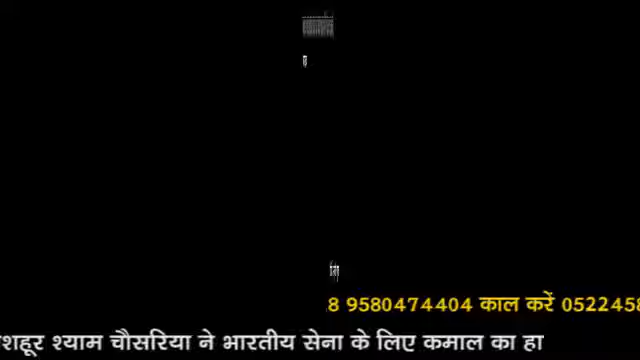 8 9580474404 काल करें 0522458
शहूर श्याम चौसरिया ने भारतीय सेना के लिए कमाल का हा